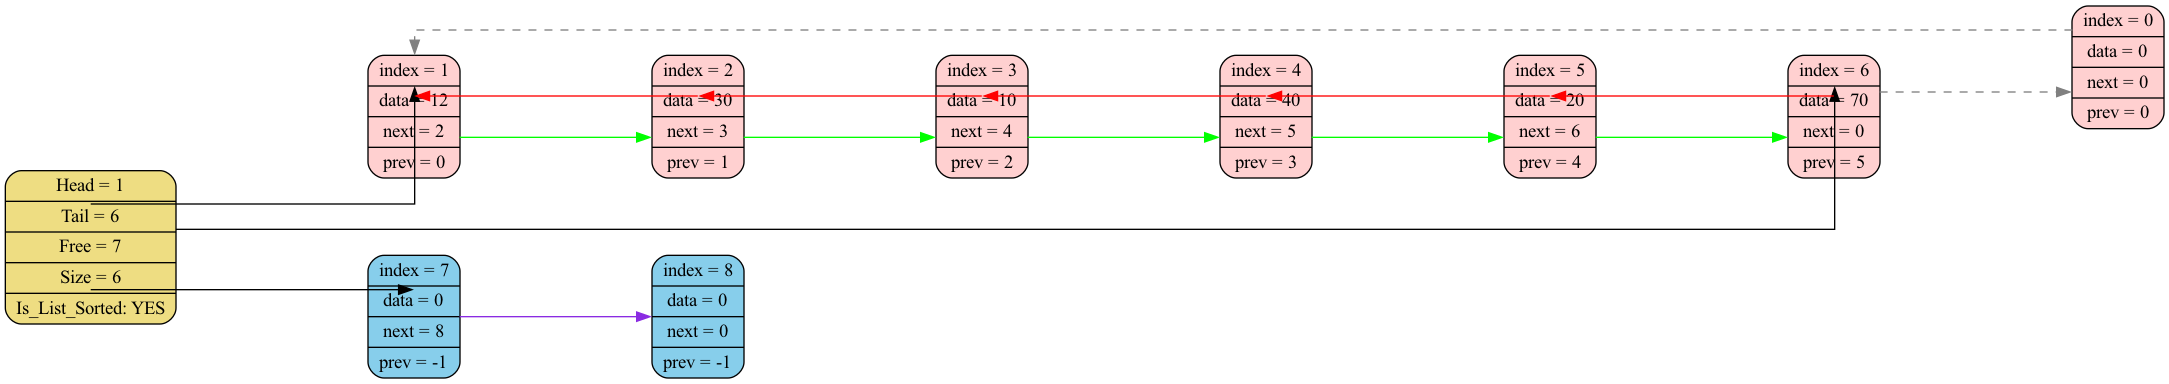 index = 0
data = 0
next = 0
prev = 0
index = 1
data = 12
next = 2
prev = 0
index = 2
data = 30
next = 3
prev = 1
index = 3
data = 10
next = 4
prev = 2
index = 4
data = 40
next = 5
prev = 3
index = 5
data = 20
next = 6
prev = 4
index = 6
data = 70
next = 0
prev = 5
Head = 1
Tail = 6
Free = 7
Size = 6
Is_List_Sorted: YES
index = 7
data = 0
next = 8
prev = -1
index = 8
data = 0
next = 0
prev = -1